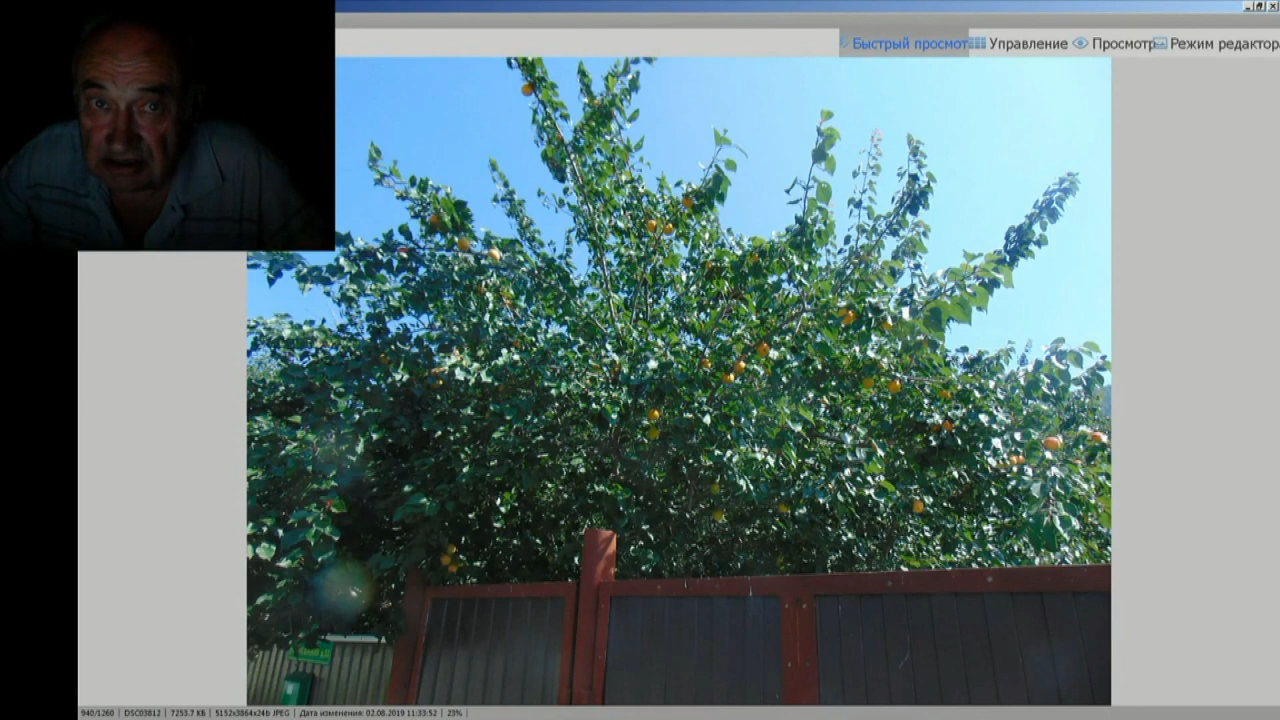 Быстрый просмот Управление Просмотр Режим редактор
940/1260 DSC03812 7253.7 КБ 5152x3864x24b JPEG Дата изменения: 02.08.2019 11:33:52 23%